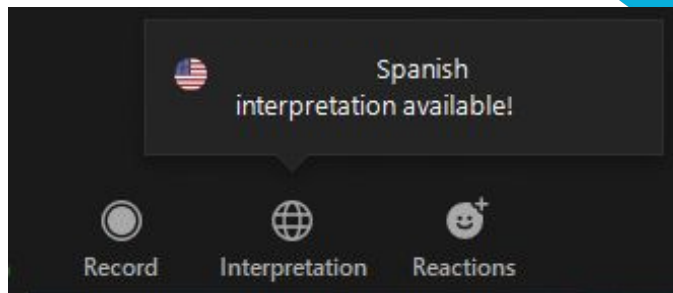 Spanish
interpretation available!
Record
Interpretation
Reactions